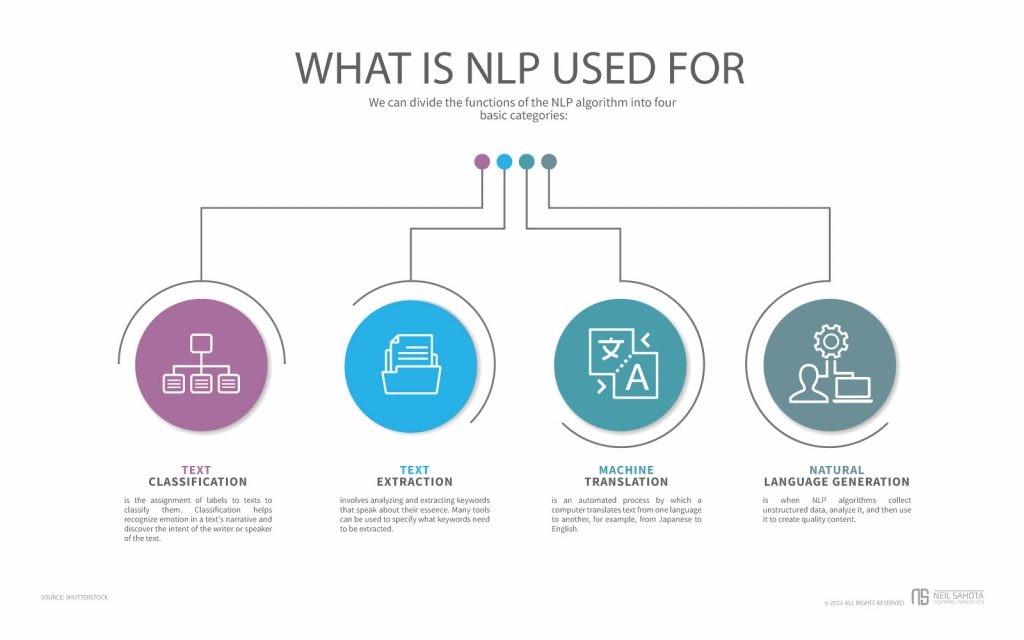 WHAT IS NLP USED FOR
We can divide the functions of the NLP algorithm into four
basic categories:
文
A
TEXT
CLASSIFICATION
is the assignment of labels to texts to
classify them. Classification helps
recognize emotion in a text's narrative and
discover the intent of the writer or speaker
of the text.
TEXT
EXTRACTION
involves analyzing and extracting keywords
that speak about their essence. Many tools
can be used to specify what keywords need
to be extracted.
MACHINE
TRANSLATION
is an automated process by which a
computer translates text from one language
to another, for example, from Japanese to
English.
NATURAL
LANGUAGE GENERATION
is when NLP algorithms collect
unstructured data, analyze it, and then use
it to create quality content.
SOURCE: SHUTTERSTOCK
© 2022 ALL RIGHTS RESERVED
NS
NEIL SAHOTA
INSPIRING INNOVATION